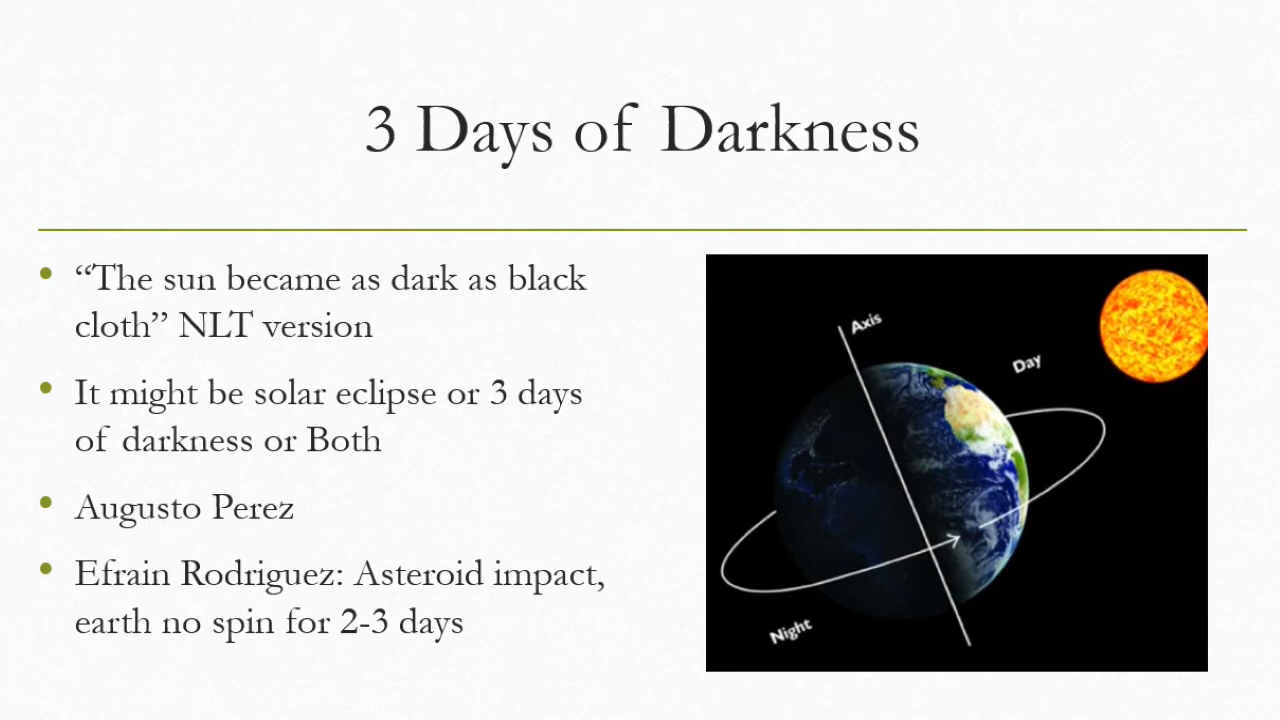 3 Days of Darkness
“The sun became as dark as black
cloth” NLT version
It might be solar eclipse or 3 days
of darkness or Both
Augusto Perez
Efrain Rodriguez: Asteroid impact,
earth no spin for 2-3 days
Axis
Day
Night